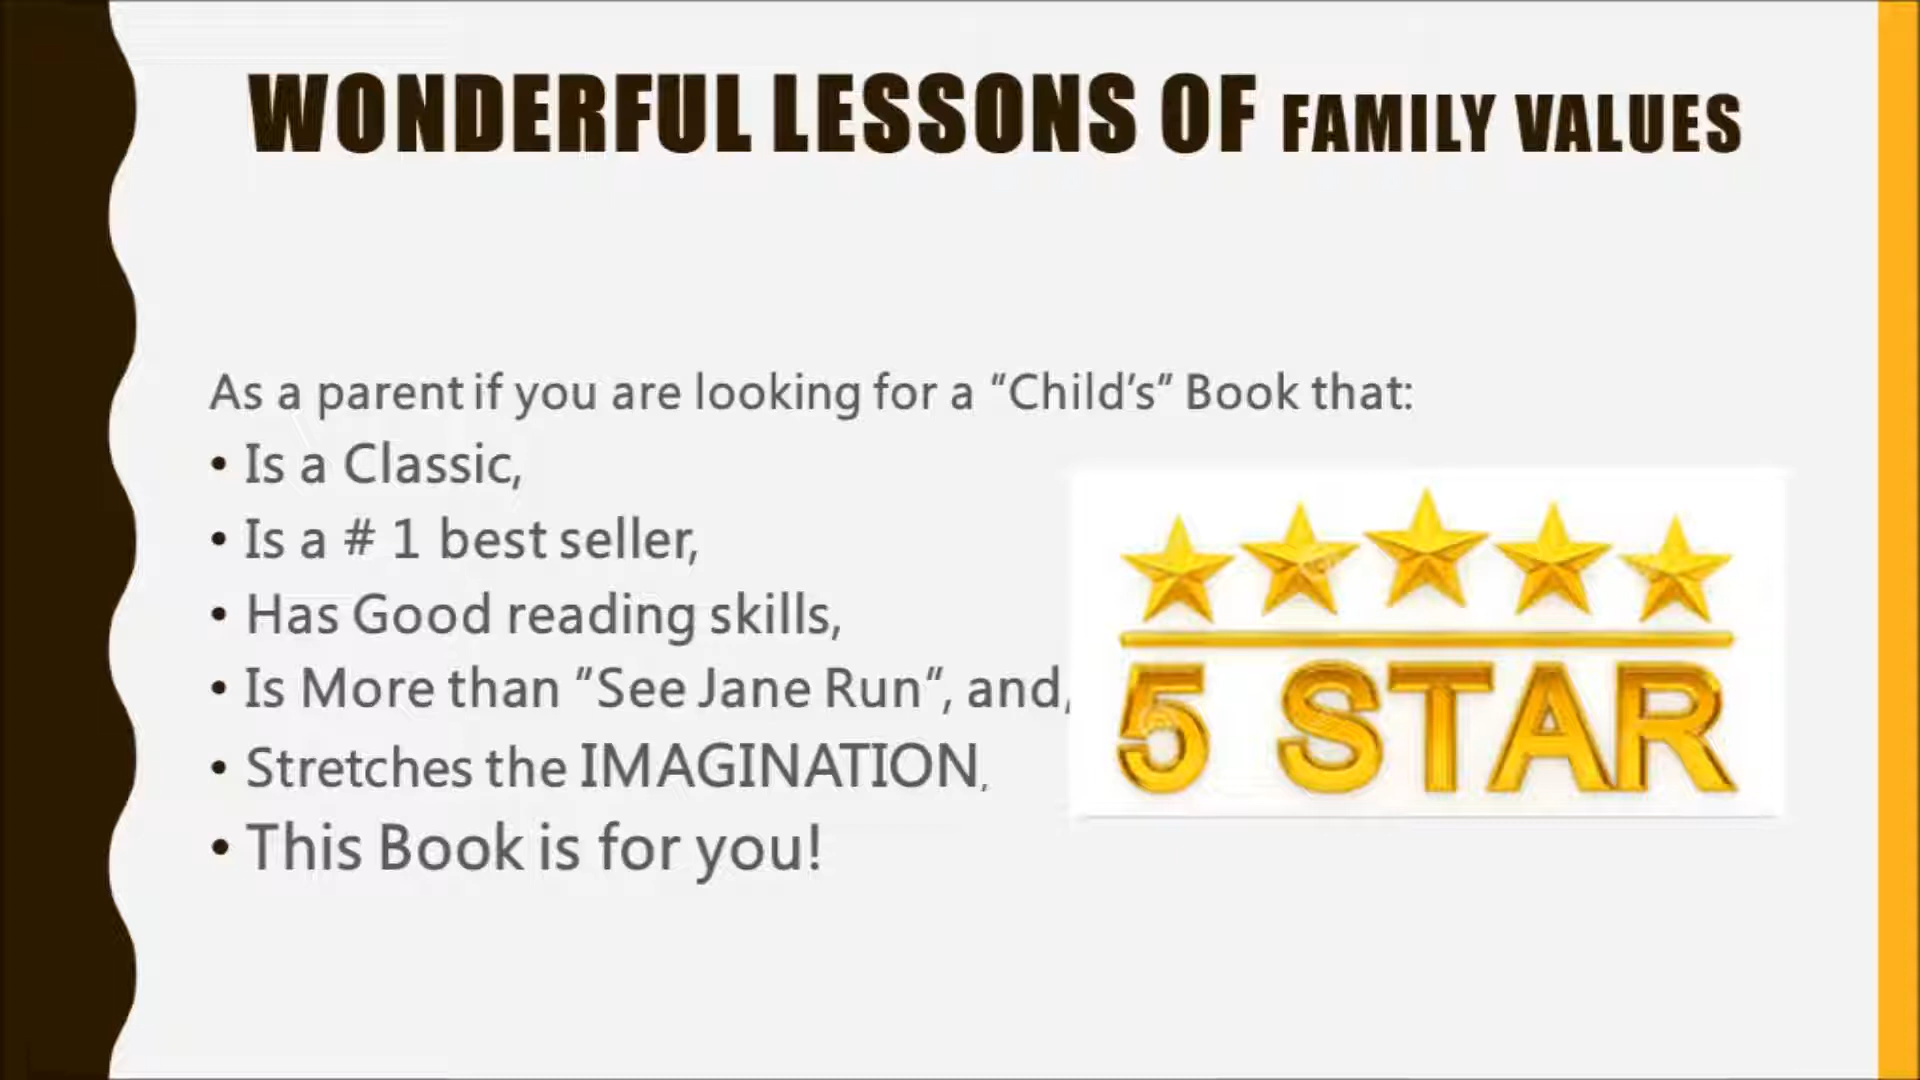 WONDERFUL LESSONS OF FAMILY VALUES
As a parent if you are looking for a “Child’s” Book that:
• Is a Classic,
• Is a # 1 best seller,
• Has Good reading skills,
• Is More than “See Jane Run”, and,
• Stretches the IMAGINATION,
• This Book is for you!
5 STAR